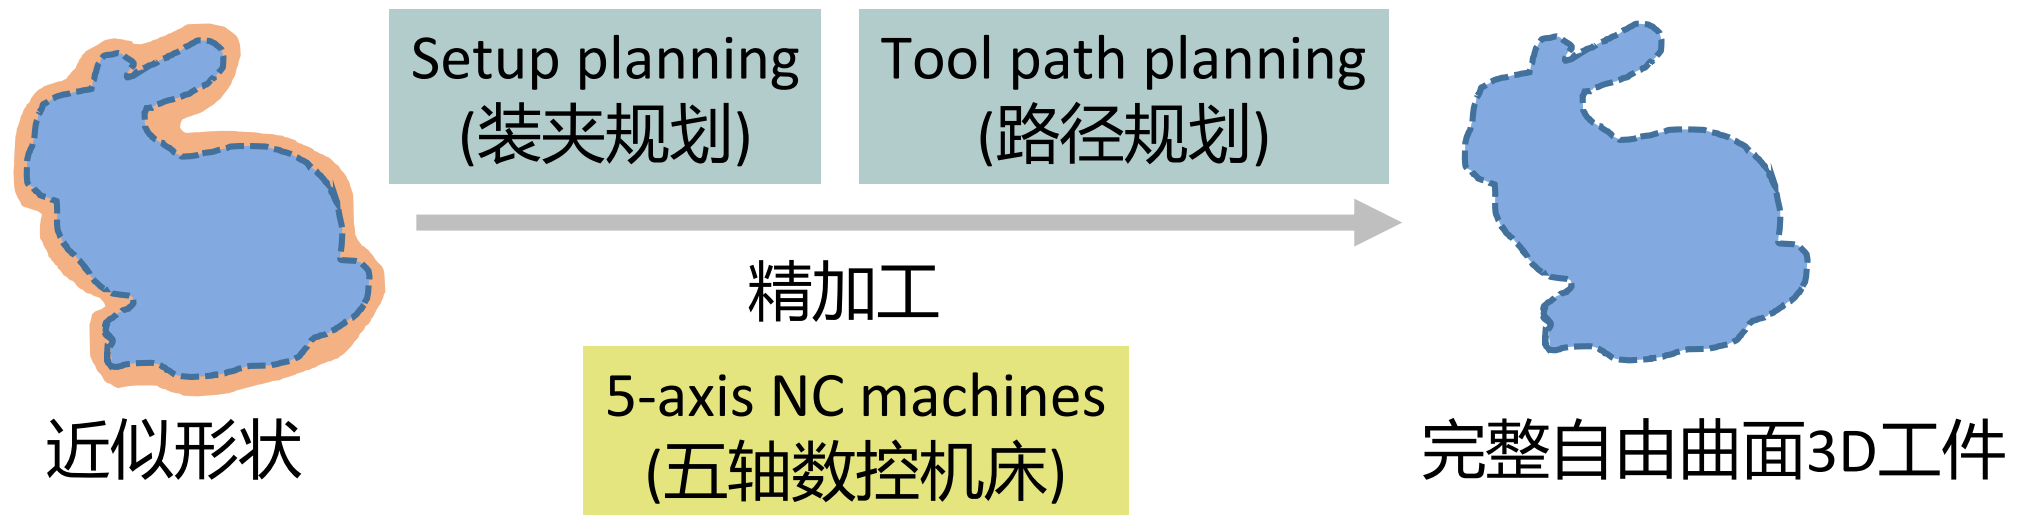 Setup planning
(装夹规划)
Tool path planning
(路径规划)
精加工
5-axis NC machines
(五轴数控机床)
近似形状
完整自由曲面3D工件